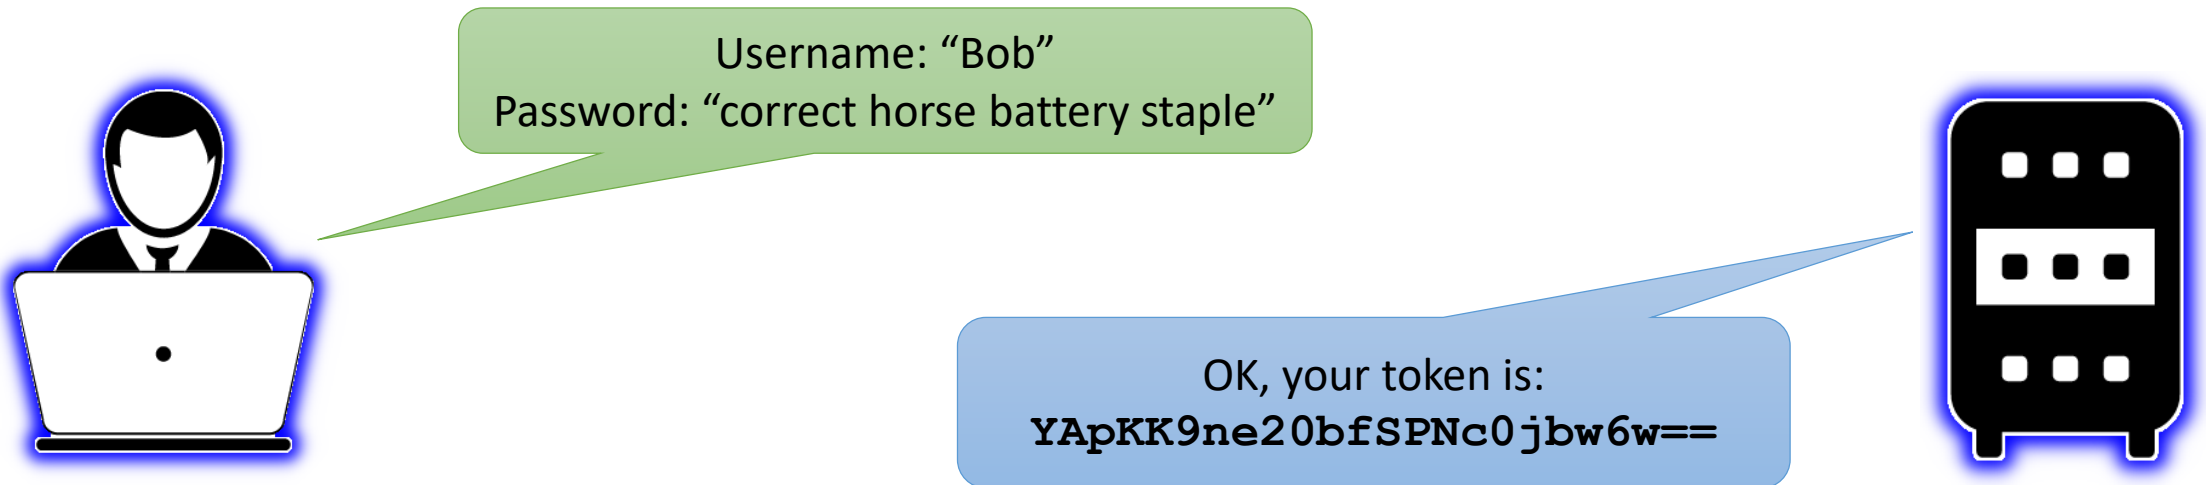 Username: “Bob”
Password: “correct horse battery staple”
OK, your token is:
YApKK9ne20bfSPNc0jbw6w==